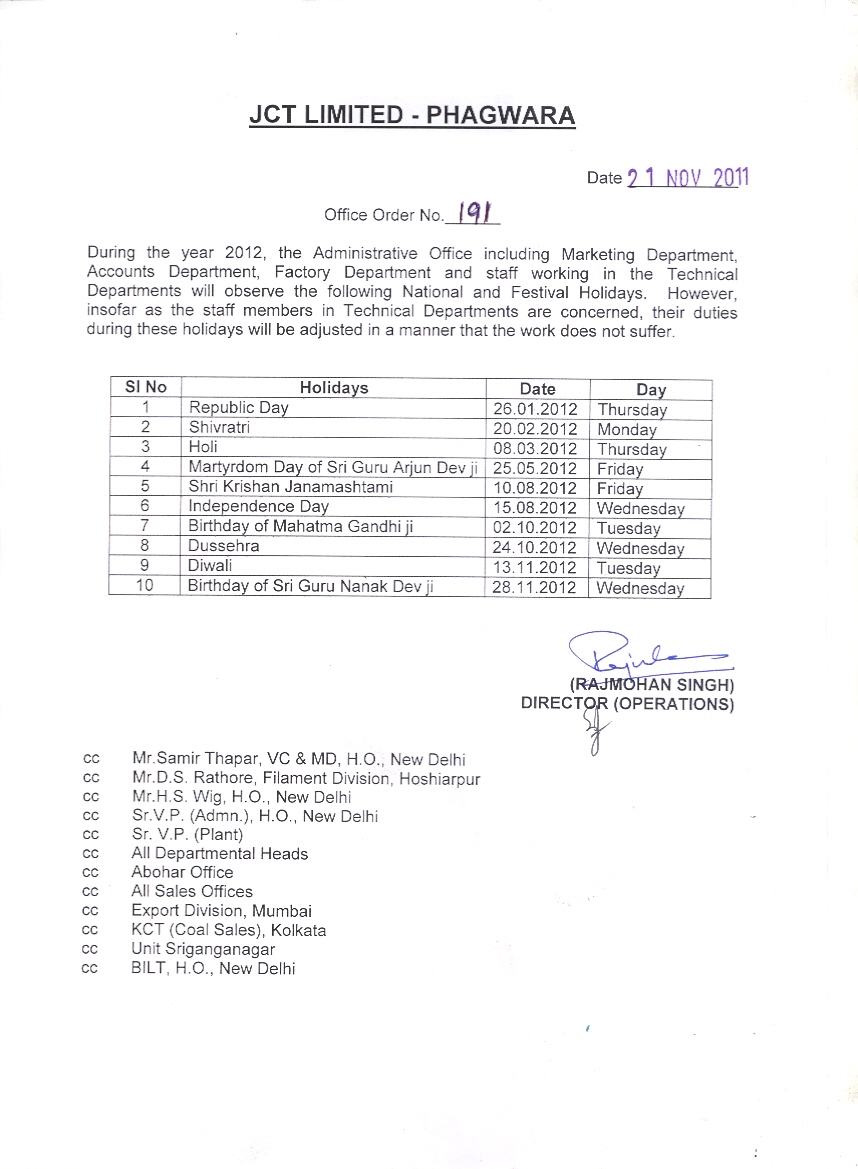 JCT LIMITED - PHAGWARA
Date 21 NOV 2011
Office Order No. 191
During the year 2012, the Administrative Office including Marketing Department,
Accounts Department, Factory Department and staff working in the Technical
Departments will observe the following National and Festival Holidays. However,
insofar as the staff members in Technical Departments are concerned, their duties
during these holidays will be adjusted in a manner that the work does not suffer.
Sl No Holidays Date Day
1 Republic Day 26.01.2012 Thursday
2 Shivratri 20.02.2012 Monday
3 Holi 08.03.2012 Thursday
4 Martyrdom Day of Sri Guru Arjun Dev ji 25.05.2012 Friday
5 Shri Krishan Janamashtami 10.08.2012 Friday
6 Independence Day 15.08.2012 Wednesday
7 Birthday of Mahatma Gandhi ji 02.10.2012 Tuesday
8 Dussehra 24.10.2012 Wednesday
9 Diwali 13.11.2012 Tuesday
10 Birthday of Sri Guru Nanak Dev ji 28.11.2012 Wednesday
(RAJMOHAN SINGH)
DIRECTOR (OPERATIONS)
cc Mr.Samir Thapar, VC & MD, H.O., New Delhi
cc Mr.D.S. Rathore, Filament Division, Hoshiarpur
cc Mr.H.S. Wig, H.O., New Delhi
cc Sr.V.P. (Admn.), H.O., New Delhi
cc Sr. V.P. (Plant)
cc All Departmental Heads
cc Abohar Office
cc All Sales Offices
cc Export Division, Mumbai
cc KCT (Coal Sales), Kolkata
cc Unit Sriganganagar
cc BILT, H.O., New Delhi